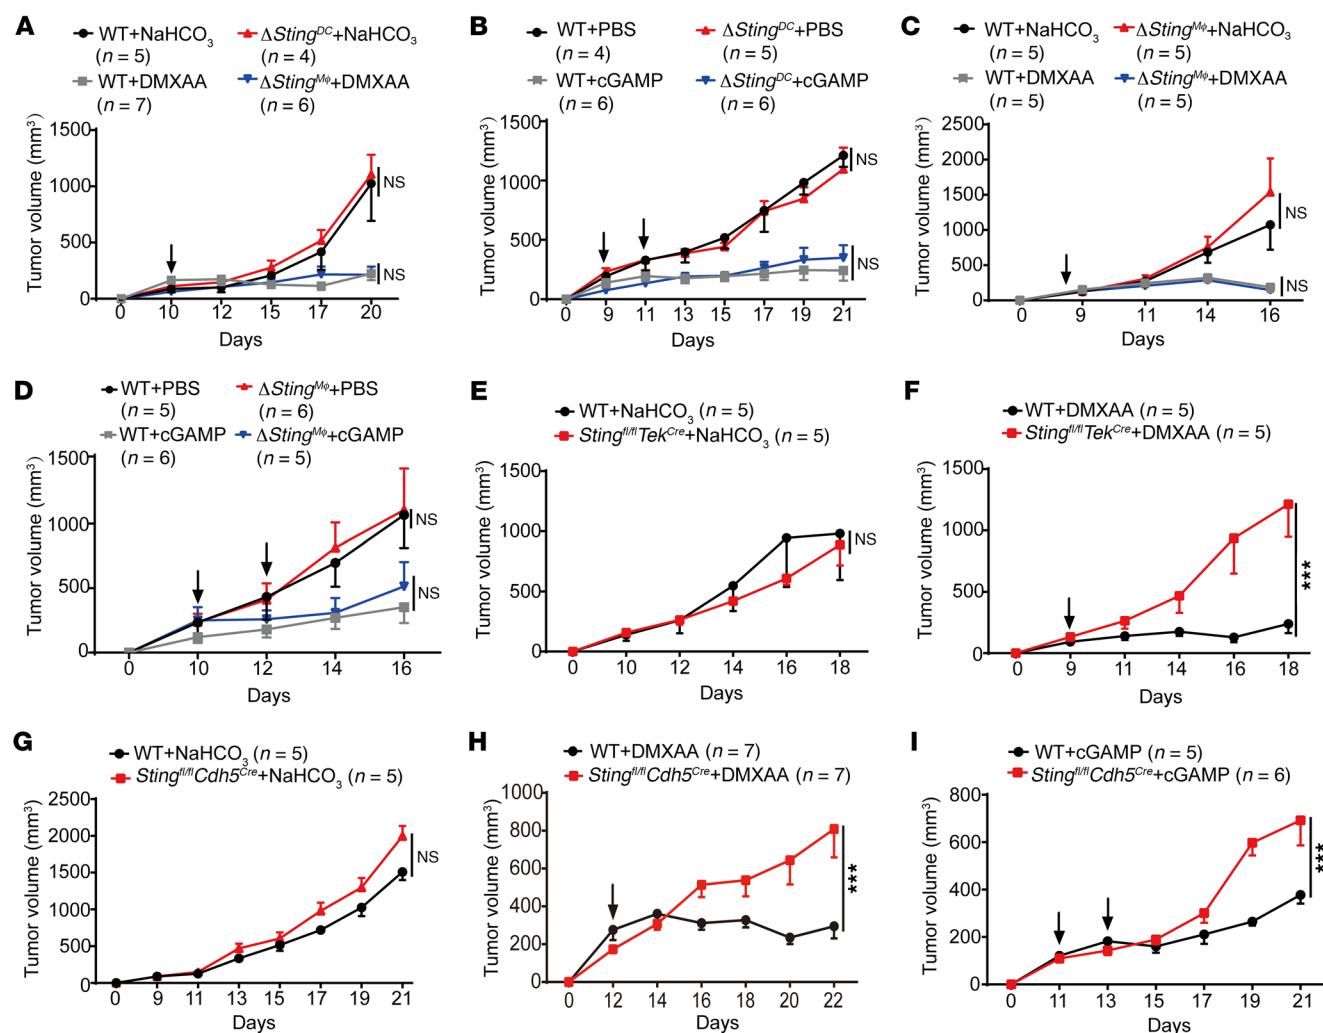 A
WT+NaHCO3 (n = 5)
ΔSting^DC+NaHCO3 (n = 4)
WT+DMXAA (n = 7)
ΔSting^Mφ+DMXAA (n = 6)
Tumor volume (mm³)
1500
1000
500
0
NS
NS
0 10 12 15 17 20
Days
B
WT+PBS (n = 4)
ΔSting^DC+PBS (n = 5)
WT+cGAMP (n = 6)
ΔSting^DC+cGAMP (n = 6)
Tumor volume (mm³)
1500
1000
500
0
NS
NS
0 9 11 13 15 17 19 21
Days
C
WT+NaHCO3 (n = 5)
ΔSting^Mφ+NaHCO3 (n = 5)
WT+DMXAA (n = 5)
ΔSting^Mφ+DMXAA (n = 5)
Tumor volume (mm³)
2500
2000
1500
1000
500
0
NS
NS
0 9 11 14 16
Days
D
WT+PBS (n = 5)
ΔSting^Mφ+PBS (n = 6)
WT+cGAMP (n = 6)
ΔSting^Mφ+cGAMP (n = 5)
Tumor volume (mm³)
1500
1000
500
0
NS
NS
0 10 12 14 16
Days
E
WT+NaHCO3 (n = 5)
Sting^fl/fl Tek^Cre+NaHCO3 (n = 5)
Tumor volume (mm³)
1500
1000
500
0
NS
0 10 12 14 16 18
Days
F
WT+DMXAA (n = 5)
Sting^fl/fl Tek^Cre+DMXAA (n = 5)
Tumor volume (mm³)
1500
1000
500
0
***
0 9 11 14 16 18
Days
G
WT+NaHCO3 (n = 5)
Sting^fl/fl Cdh5^Cre+NaHCO3 (n = 5)
Tumor volume (mm³)
2500
2000
1500
1000
500
0
NS
0 9 11 13 15 17 19 21
Days
H
WT+DMXAA (n = 7)
Sting^fl/fl Cdh5^Cre+DMXAA (n = 7)
Tumor volume (mm³)
1000
800
600
400
200
0
***
0 12 14 16 18 20 22
Days
I
WT+cGAMP (n = 5)
Sting^fl/fl Cdh5^Cre+cGAMP (n = 6)
Tumor volume (mm³)
800
600
400
200
0
***
0 11 13 15 17 19 21
Days